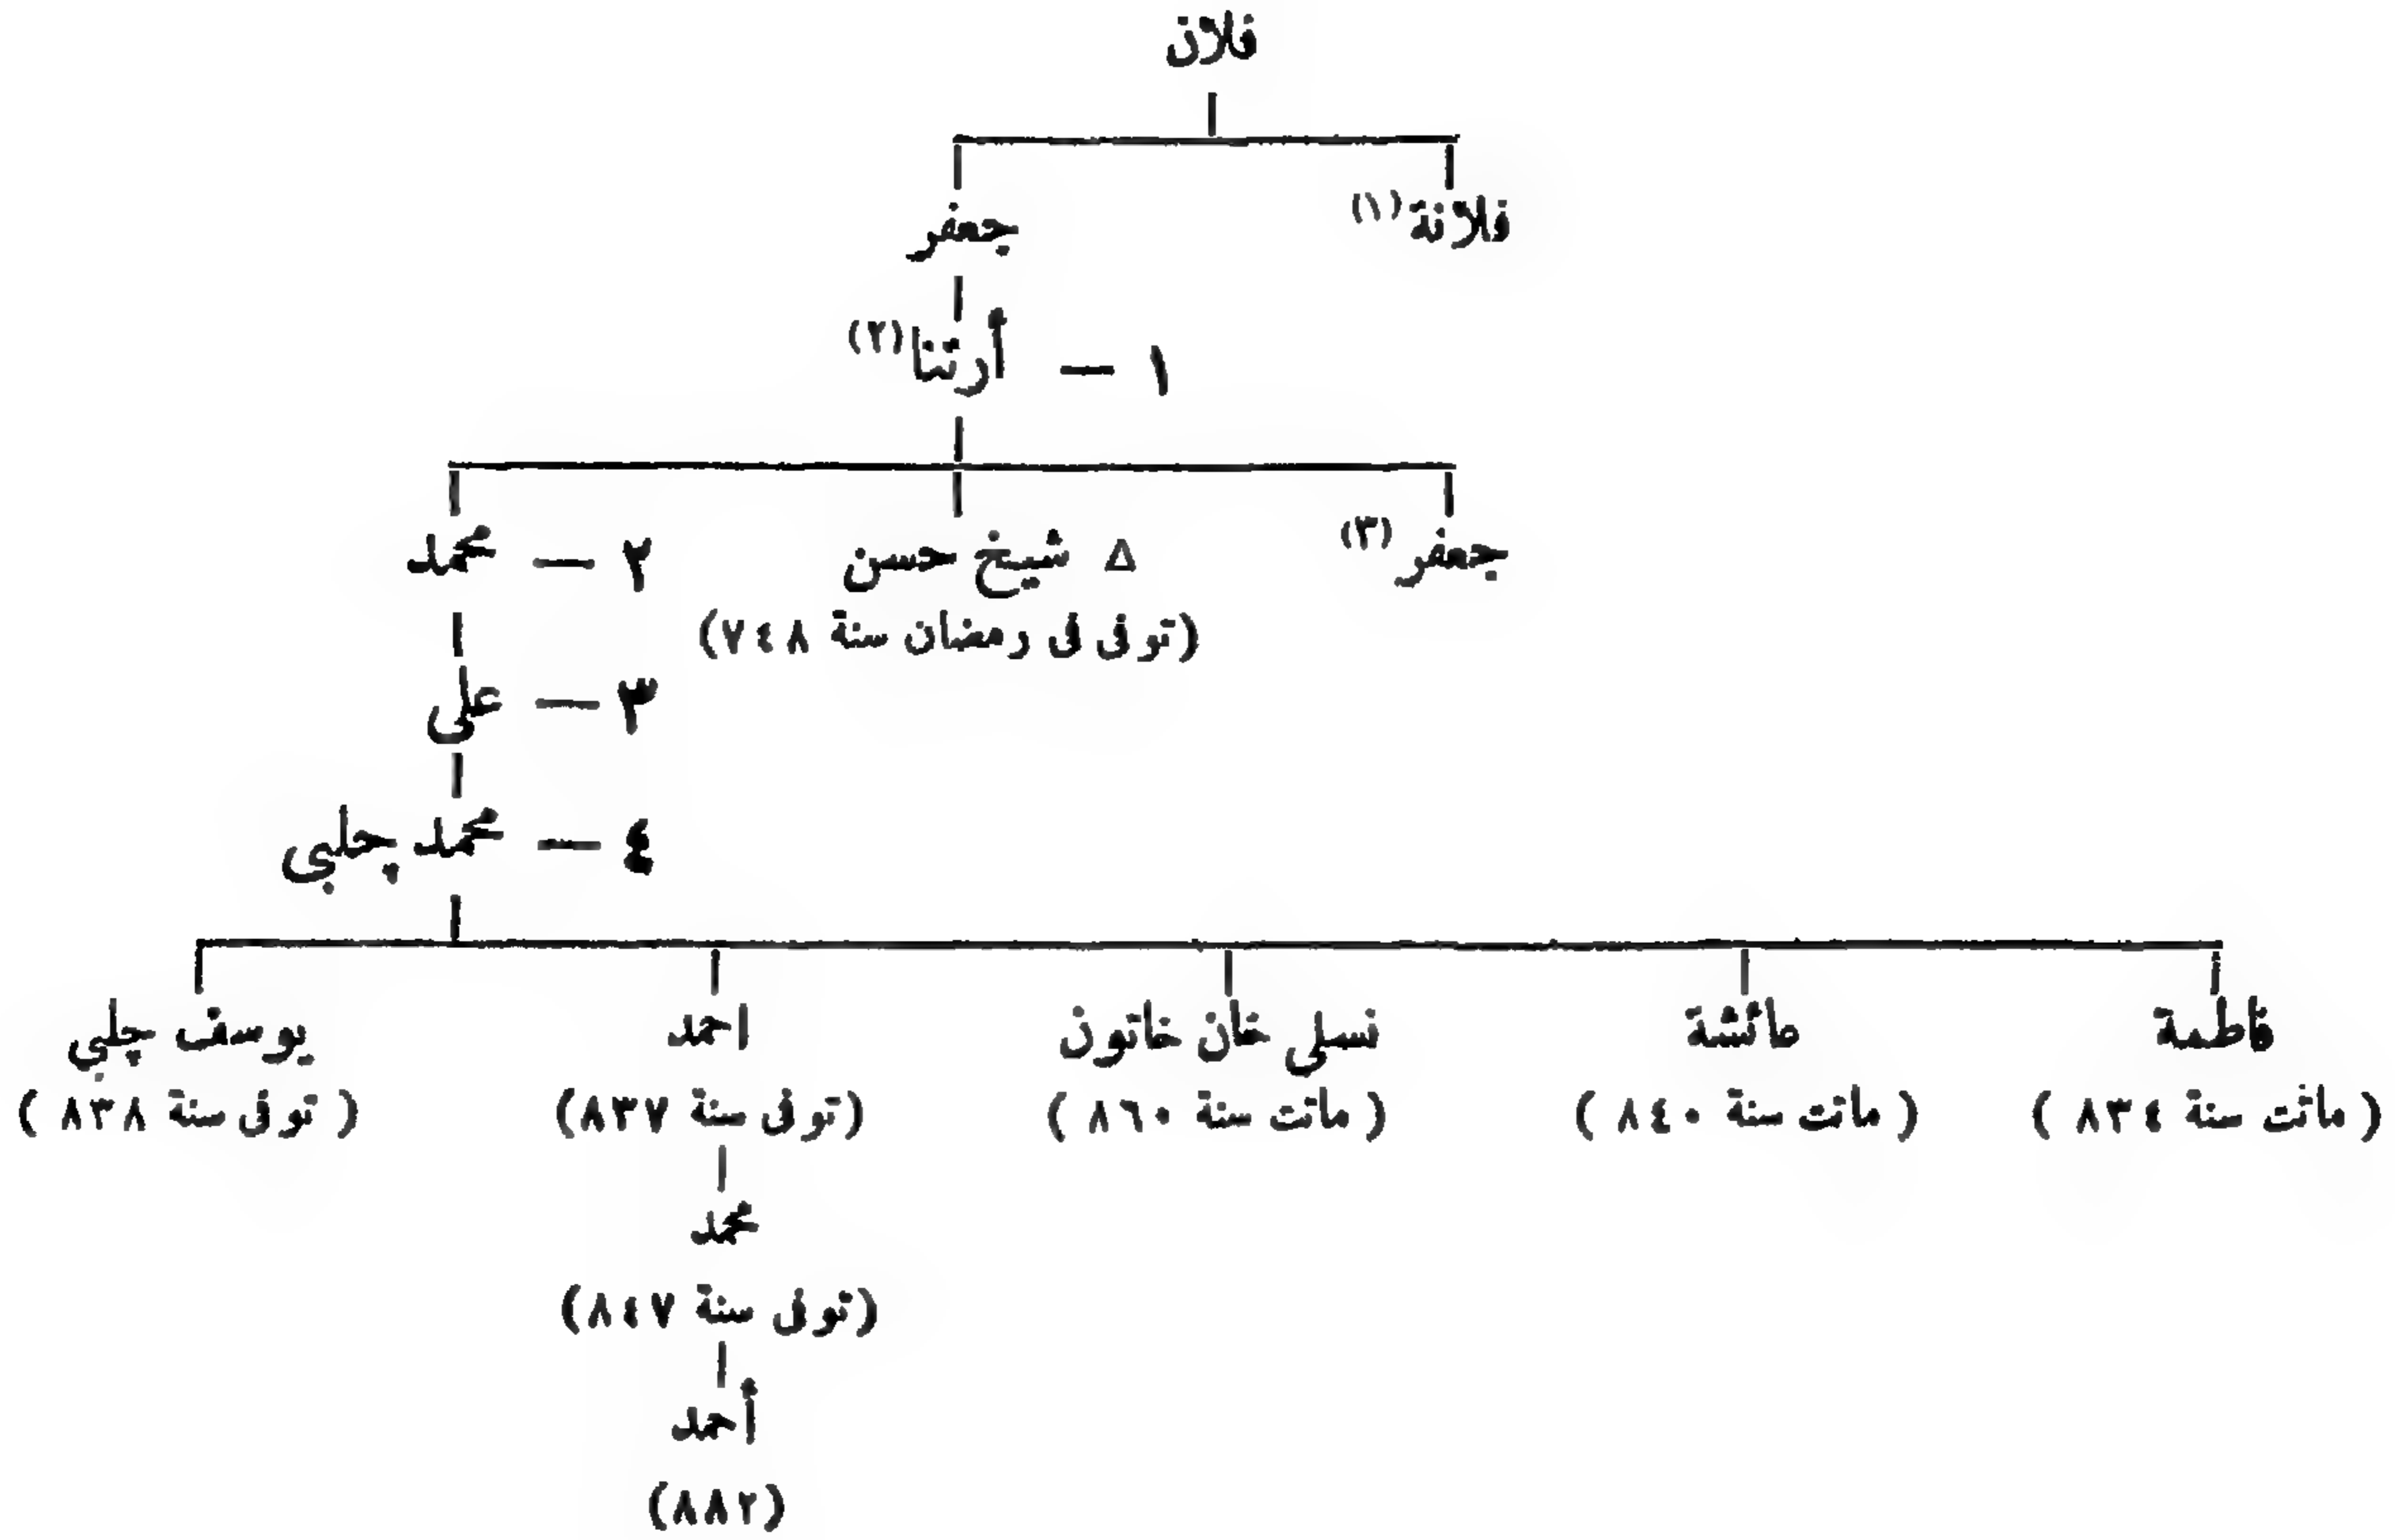 فلان
فلانة (١)
جعفر
١ — أرتنا (٢)
جعفر (٣)
△ شيخ حسن
(توفى فى رمضان سنة ٧٤٨)
٢ — محمد
٣ — على
٤ — محمد چلبي
فاطمة
(ماتت سنة ٨٣٤)
عائشة
(ماتت سنة ٨٤٠)
نسلى خان خاتون
(ماتت سنة ٨٦٠)
احمد
(توفى سنة ٨٣٧)
يوسف چلبي
(توفى سنة ٨٣٨)
محمد
(توفى سنة ٨٤٧)
أحمد
(٨٨٢)